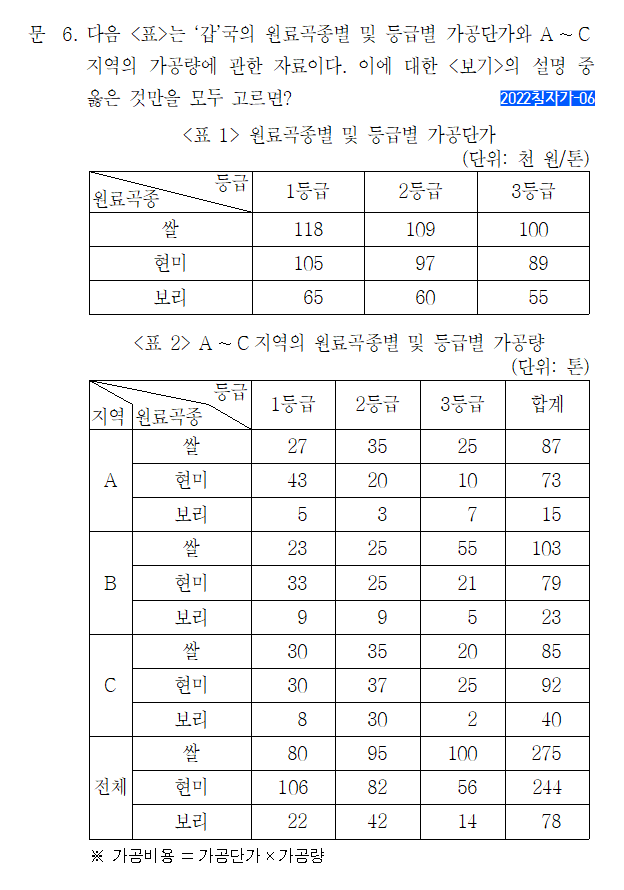 문 6. 다음 <표>는 ‘갑’국의 원료곡종별 및 등급별 가공단가와 A ~ C
지역의 가공량에 관한 자료이다. 이에 대한 <보기>의 설명 중
옳은 것만을 모두 고르면?
2022칠자가-06
<표 1> 원료곡종별 및 등급별 가공단가
(단위: 천 원/톤)
등급
원료곡종 1등급 2등급 3등급
쌀 118 109 100
현미 105 97 89
보리 65 60 55
<표 2> A ~ C 지역의 원료곡종별 및 등급별 가공량
(단위: 톤)
등급
지역 원료곡종 1등급 2등급 3등급 합계
A 쌀 27 35 25 87
현미 43 20 10 73
보리 5 3 7 15
B 쌀 23 25 55 103
현미 33 25 21 79
보리 9 9 5 23
C 쌀 30 35 20 85
현미 30 37 25 92
보리 8 30 2 40
전체 쌀 80 95 100 275
현미 106 82 56 244
보리 22 42 14 78
※ 가공비용 = 가공단가 × 가공량